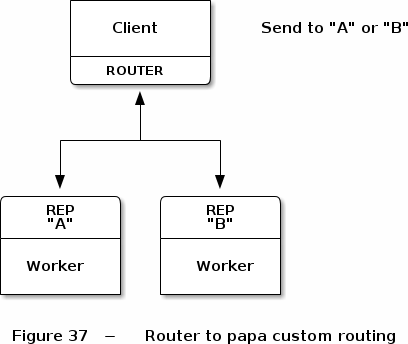 Client
Send to "A" or "B"
ROUTER
REP
"A"
REP
"B"
Worker
Worker
Figure 37 − Router to papa custom routing